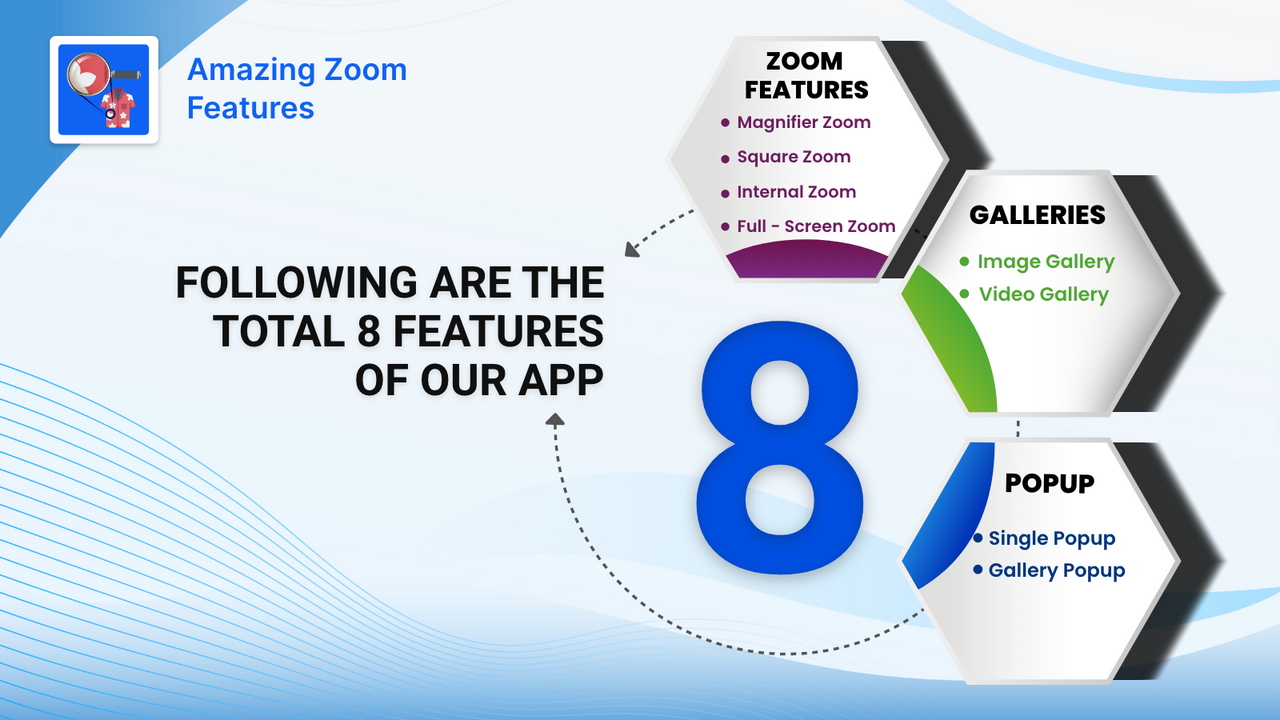 Amazing Zoom
Features
FOLLOWING ARE THE
TOTAL 8 FEATURES
OF OUR APP
8
ZOOM
FEATURES
Magnifier Zoom
Square Zoom
Internal Zoom
Full - Screen Zoom
GALLERIES
Image Gallery
Video Gallery
POPUP
Single Popup
Gallery Popup